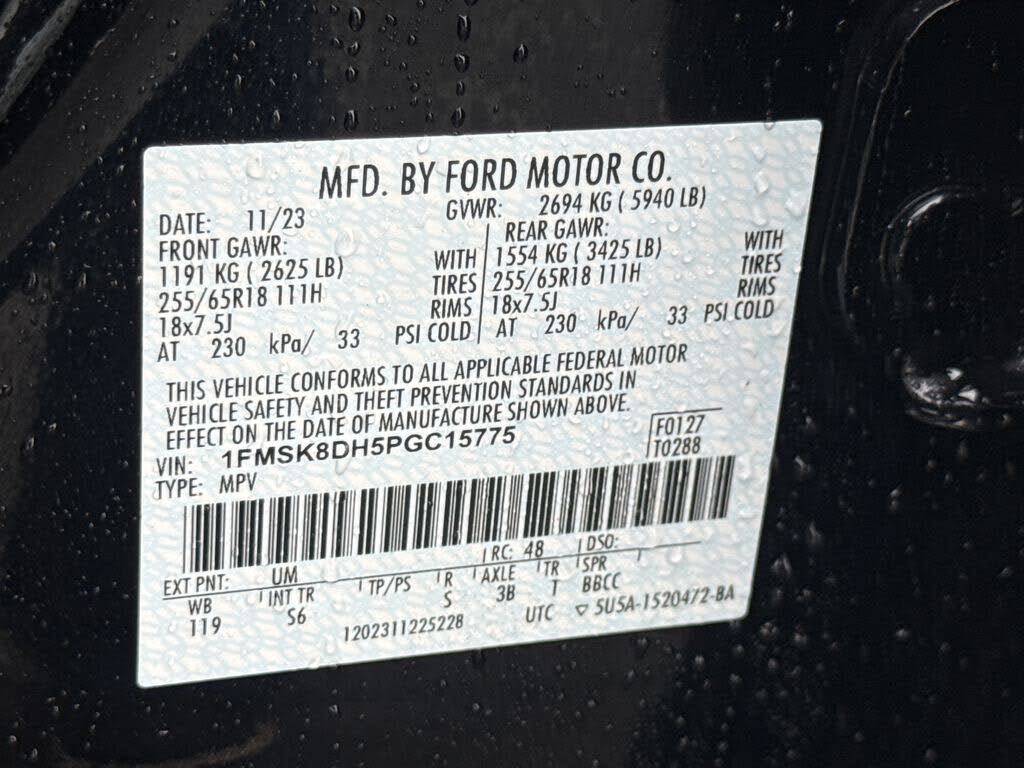 MFD. BY FORD MOTOR CO.
DATE: 11/23 GVWR: 2694 KG ( 5940 LB)
FRONT GAWR: REAR GAWR:
1191 KG ( 2625 LB) WITH 1554 KG ( 3425 LB) WITH
255/65R18 111H TIRES 255/65R18 111H TIRES
18x7.5J RIMS 18x7.5J RIMS
AT 230 kPa/ 33 PSI COLD AT 230 kPa/ 33 PSI COLD
THIS VEHICLE CONFORMS TO ALL APPLICABLE FEDERAL MOTOR
VEHICLE SAFETY AND THEFT PREVENTION STANDARDS IN
EFFECT ON THE DATE OF MANUFACTURE SHOWN ABOVE.
VIN: 1FMSK8DH5PGC15775 F0127
TYPE: MPV T0288
EXT PNT: UM RC: 48 DSO:
WB INT TR TP/PS R AXLE TR SPR
119 S6 S 3B T BBCC
1202311225228 UTC ▽ 5U5A-1520472-BA